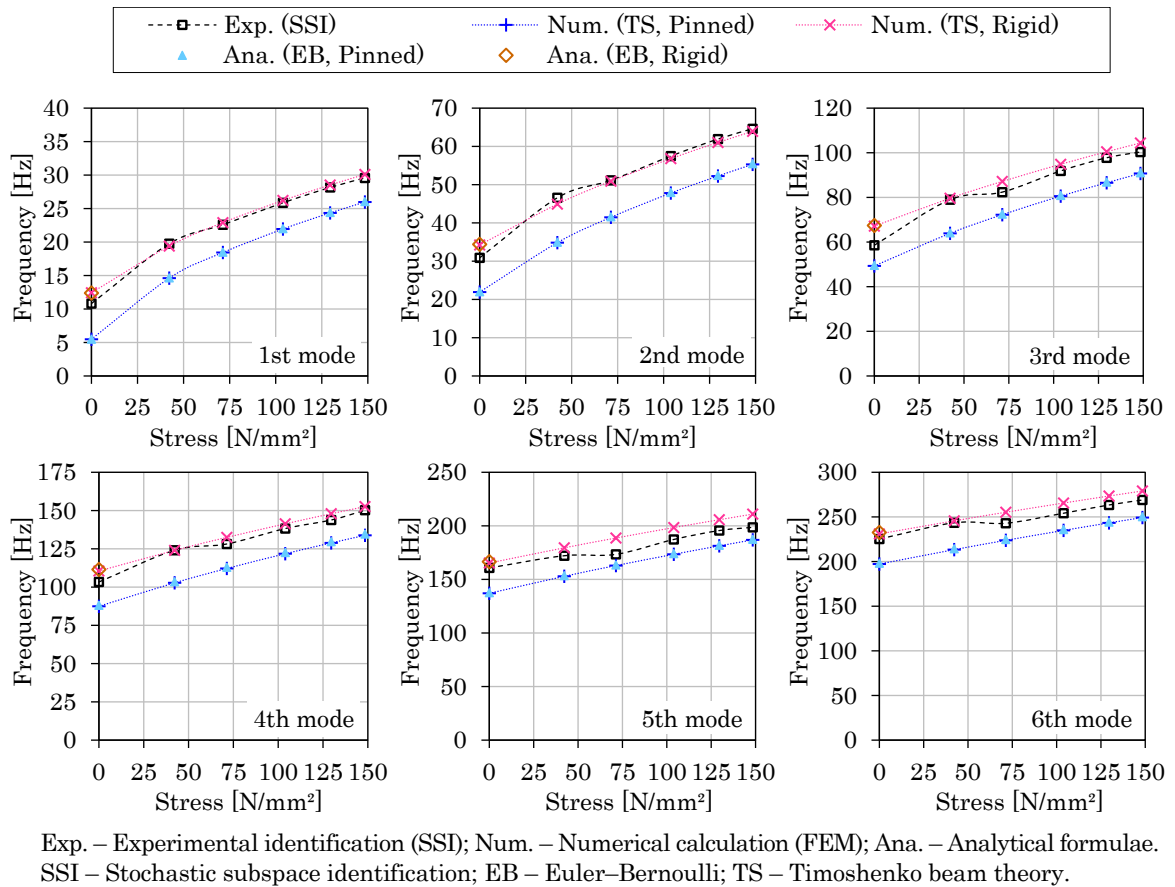 Exp. (SSI)
Num. (TS, Pinned)
Num. (TS, Rigid)
Ana. (EB, Pinned)
Ana. (EB, Rigid)
Frequency [Hz]
40
35
30
25
20
15
10
5
0
1st mode
0 25 50 75 100 125 150
Stress [N/mm²]
Frequency [Hz]
70
60
50
40
30
20
10
0
2nd mode
0 25 50 75 100 125 150
Stress [N/mm²]
Frequency [Hz]
120
100
80
60
40
20
0
3rd mode
0 25 50 75 100 125 150
Stress [N/mm²]
Frequency [Hz]
175
150
125
100
75
50
25
0
4th mode
0 25 50 75 100 125 150
Stress [N/mm²]
Frequency [Hz]
250
200
150
100
50
0
5th mode
0 25 50 75 100 125 150
Stress [N/mm²]
Frequency [Hz]
300
250
200
150
100
50
0
6th mode
0 25 50 75 100 125 150
Stress [N/mm²]
Exp. – Experimental identification (SSI); Num. – Numerical calculation (FEM); Ana. – Analytical formulae.
SSI – Stochastic subspace identification; EB – Euler–Bernoulli; TS – Timoshenko beam theory.